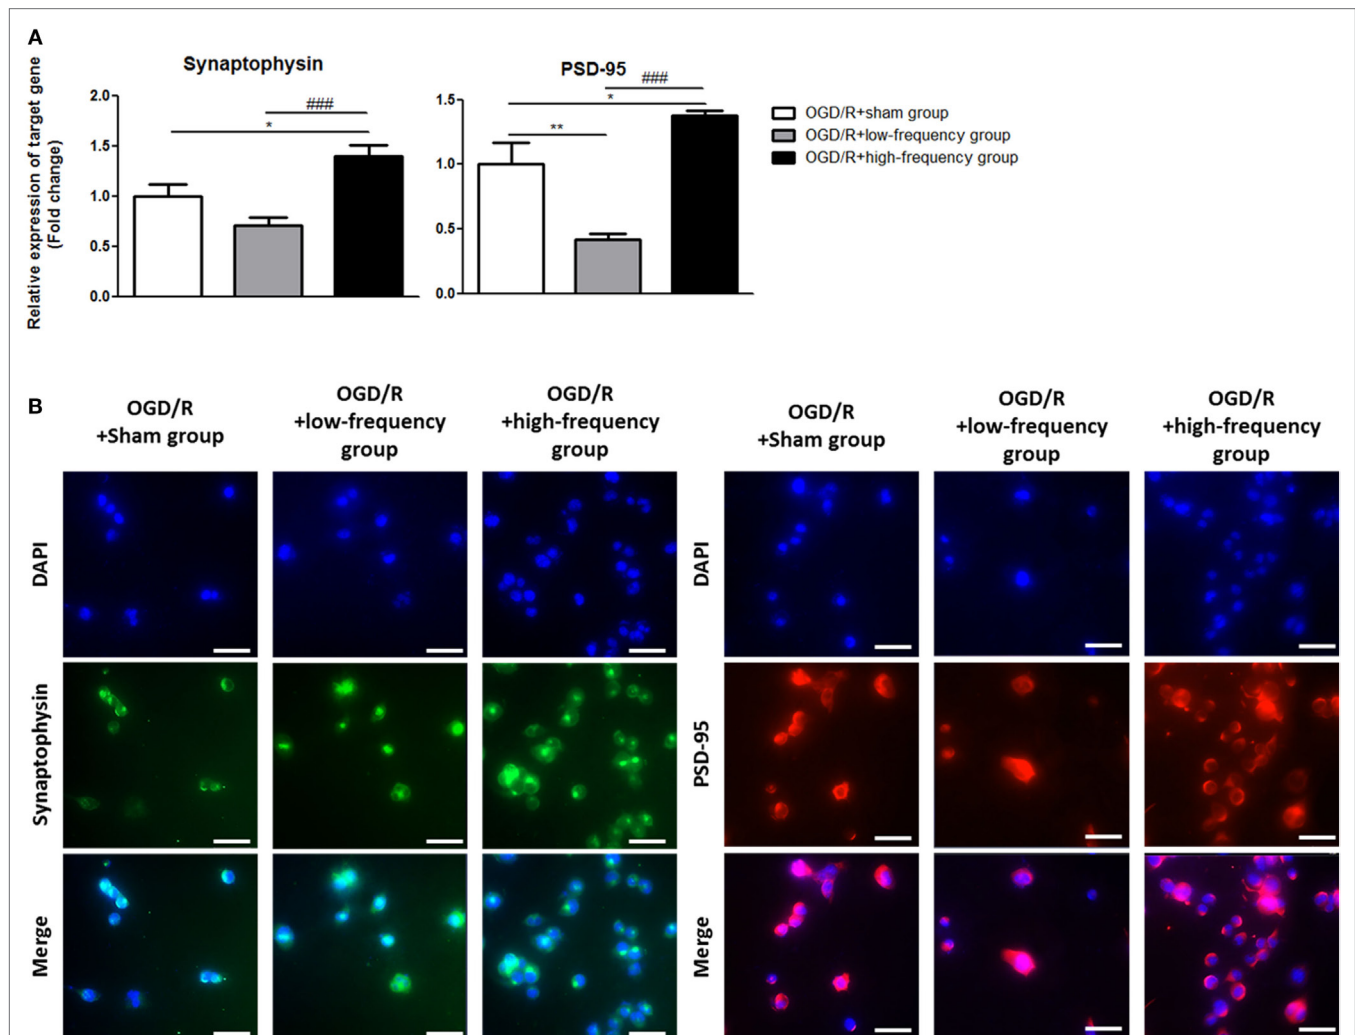 A
Synaptophysin
Relative expression of target gene
(Fold change)
2.0
1.5
1.0
0.5
0.0
###
*
PSD-95
1.5
1.0
0.5
0.0
###
*
**
OGD/R+sham group
OGD/R+low-frequency group
OGD/R+high-frequency group
B
OGD/R
+Sham group
OGD/R
+low-frequency
group
OGD/R
+high-frequency
group
OGD/R
+Sham group
OGD/R
+low-frequency
group
OGD/R
+high-frequency
group
DAPI
Synaptophysin
Merge
DAPI
PSD-95
Merge